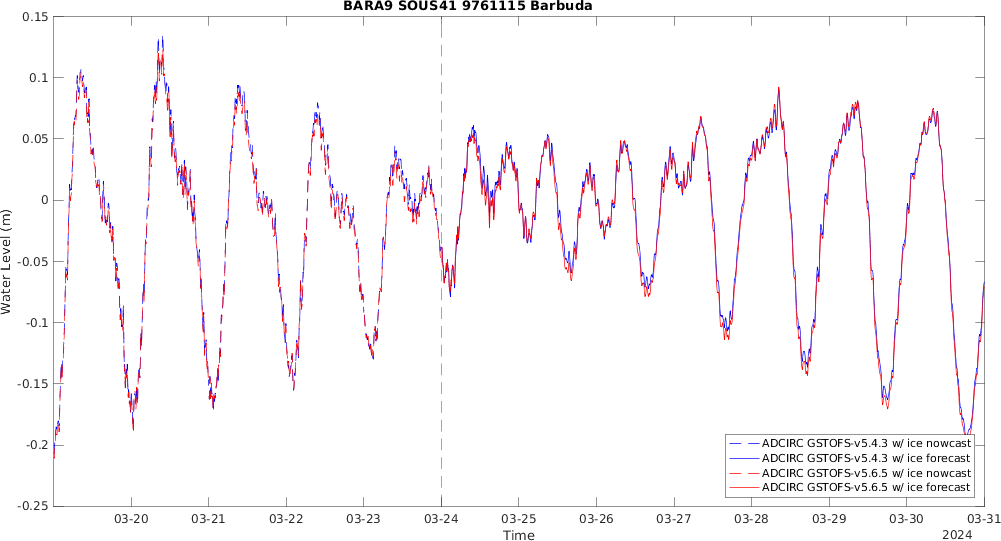 BARA9 SOUS41 9761115 Barbuda
Water Level (m)
0.15
0.1
0.05
0
-0.05
-0.1
-0.15
-0.2
-0.25
ADCIRC GSTOFS-v5.4.3 w/ ice nowcast
ADCIRC GSTOFS-v5.4.3 w/ ice forecast
ADCIRC GSTOFS-v5.6.5 w/ ice nowcast
ADCIRC GSTOFS-v5.6.5 w/ ice forecast
03-20 03-21 03-22 03-23 03-24 03-25 03-26 03-27 03-28 03-29 03-30 03-31
Time
2024